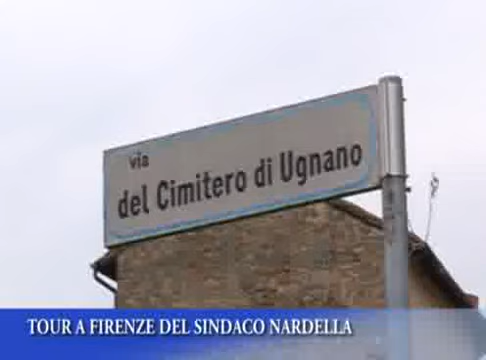 via
del Cimitero di Ugnano
TOUR A FIRENZE DEL SINDACO NARDELLA